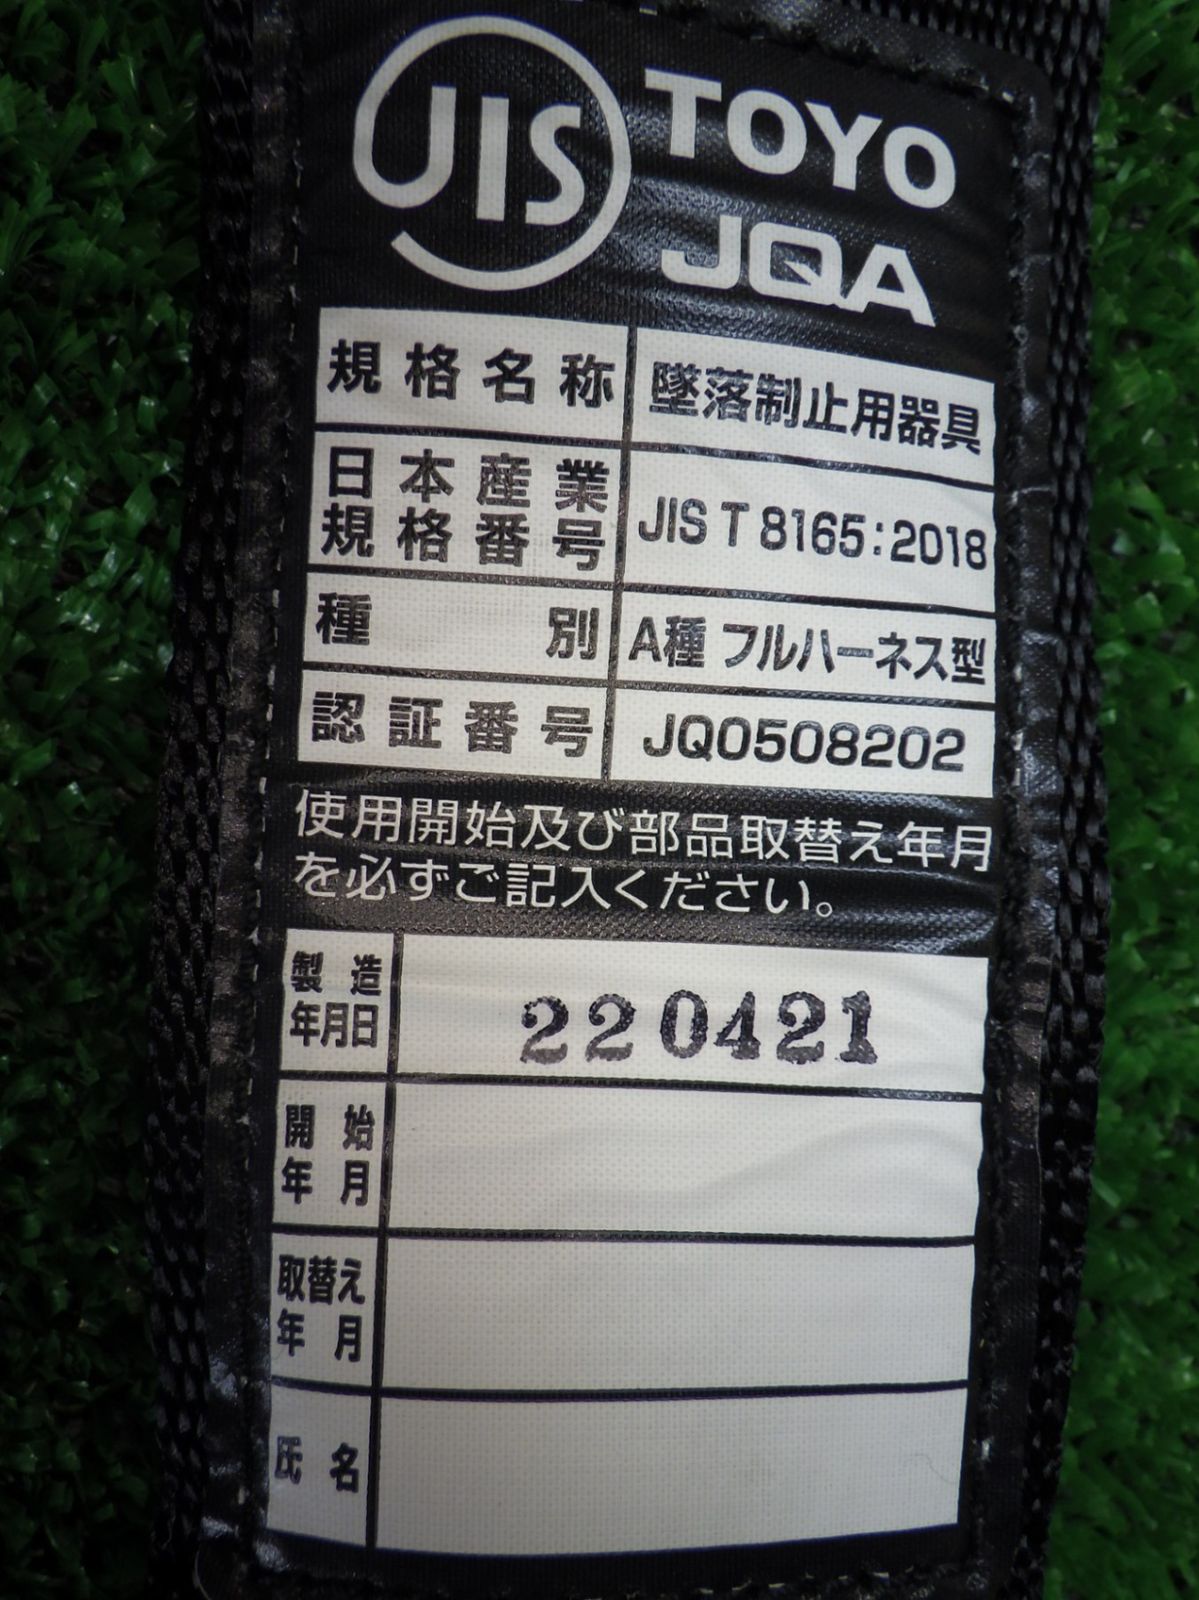 JIS TOYO
JQA
規格名称 墜落制止用器具
日本産業規格番号 JIS T 8165:2018
種別 A種 フルハーネス型
認証番号 JQ0508202
使用開始及び部品取替え年月
を必ずご記入ください。
製造年月日 220421
開始年月
取替え年月
氏名